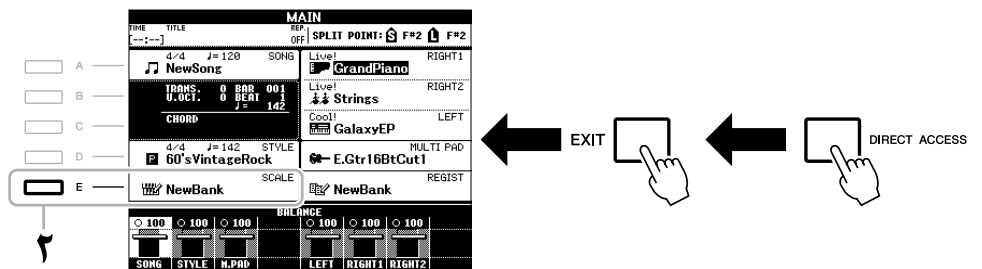 MAIN
TIME TITLE REP.
[--:--] OFF SPLIT POINT: S F#2 L F#2
4/4 ♩=120 SONG
NewSong
Live! RIGHT1
GrandPiano
A
TRANS. 0 BAR 001
U.OCT. 0 BEAT 1
♩= 142
Live! RIGHT2
Strings
B
CHORD
Cool! LEFT
GalaxyEP
C
4/4 ♩=142 STYLE
P 60'sVintageRock
MULTI PAD
E.Gtr16BtCut1
D
SCALE
NewBank
REGIST
NewBank
E
BALANCE
100 100 100 100 100 100
SONG STYLE M.PAD LEFT RIGHT1 RIGHT2
٢
EXIT
DIRECT ACCESS